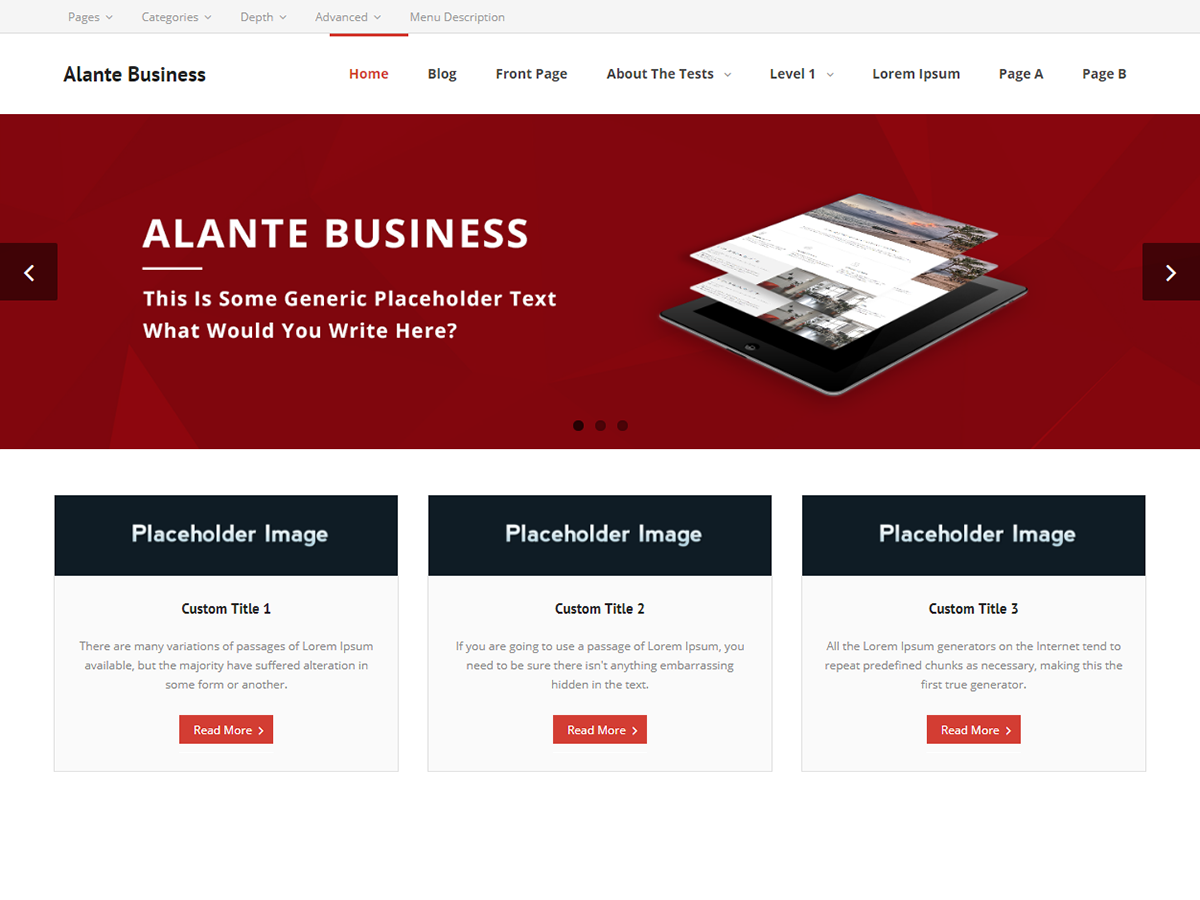 Pages Categories Depth Advanced Menu Description
Alante Business Home Blog Front Page About The Tests Level 1 Lorem Ipsum Page A Page B
ALANTE BUSINESS
This Is Some Generic Placeholder Text
What Would You Write Here?
Placeholder Image
Custom Title 1
There are many variations of passages of Lorem Ipsum
available, but the majority have suffered alteration in
some form or another.
Read More
Placeholder Image
Custom Title 2
If you are going to use a passage of Lorem Ipsum, you
need to be sure there isn't anything embarrassing
hidden in the text.
Read More
Placeholder Image
Custom Title 3
All the Lorem Ipsum generators on the Internet tend to
repeat predefined chunks as necessary, making this the
first true generator.
Read More